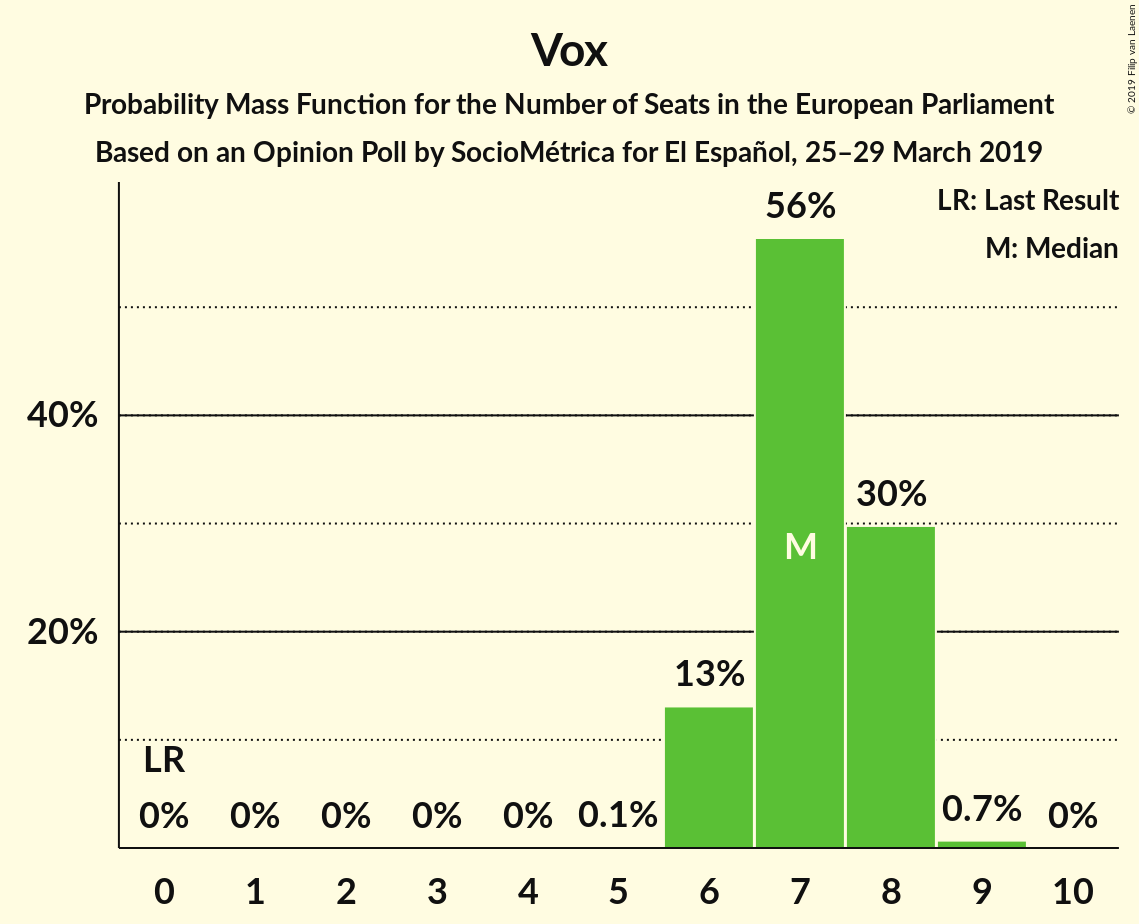 Vox
Probability Mass Function for the Number of Seats in the European Parliament
Based on an Opinion Poll by SocioMétrica for El Español, 25–29 March 2019
© 2019 Filip van Laenen
LR: Last Result
M: Median
56%
40%
30%
M
20%
13%
LR
0% 0% 0% 0% 0% 0.1% 0.7% 0%
0 1 2 3 4 5 6 7 8 9 10